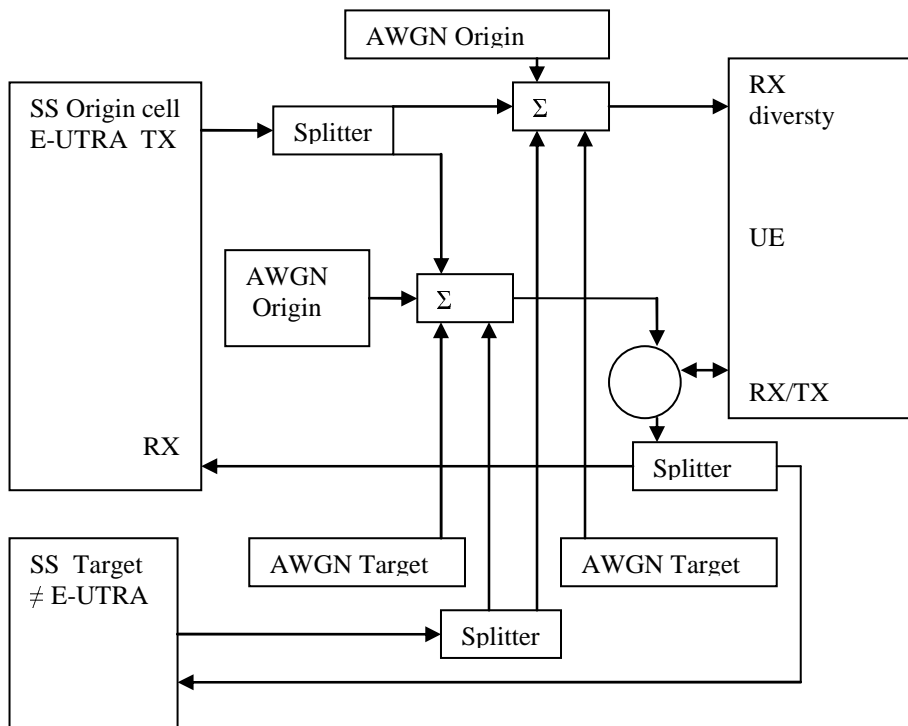 AWGN Origin
SS Origin cell
E-UTRA TX
Splitter
Σ
RX
diversty
UE
AWGN
Origin
Σ
RX/TX
RX
Splitter
SS Target
≠ E-UTRA
AWGN Target
AWGN Target
Splitter